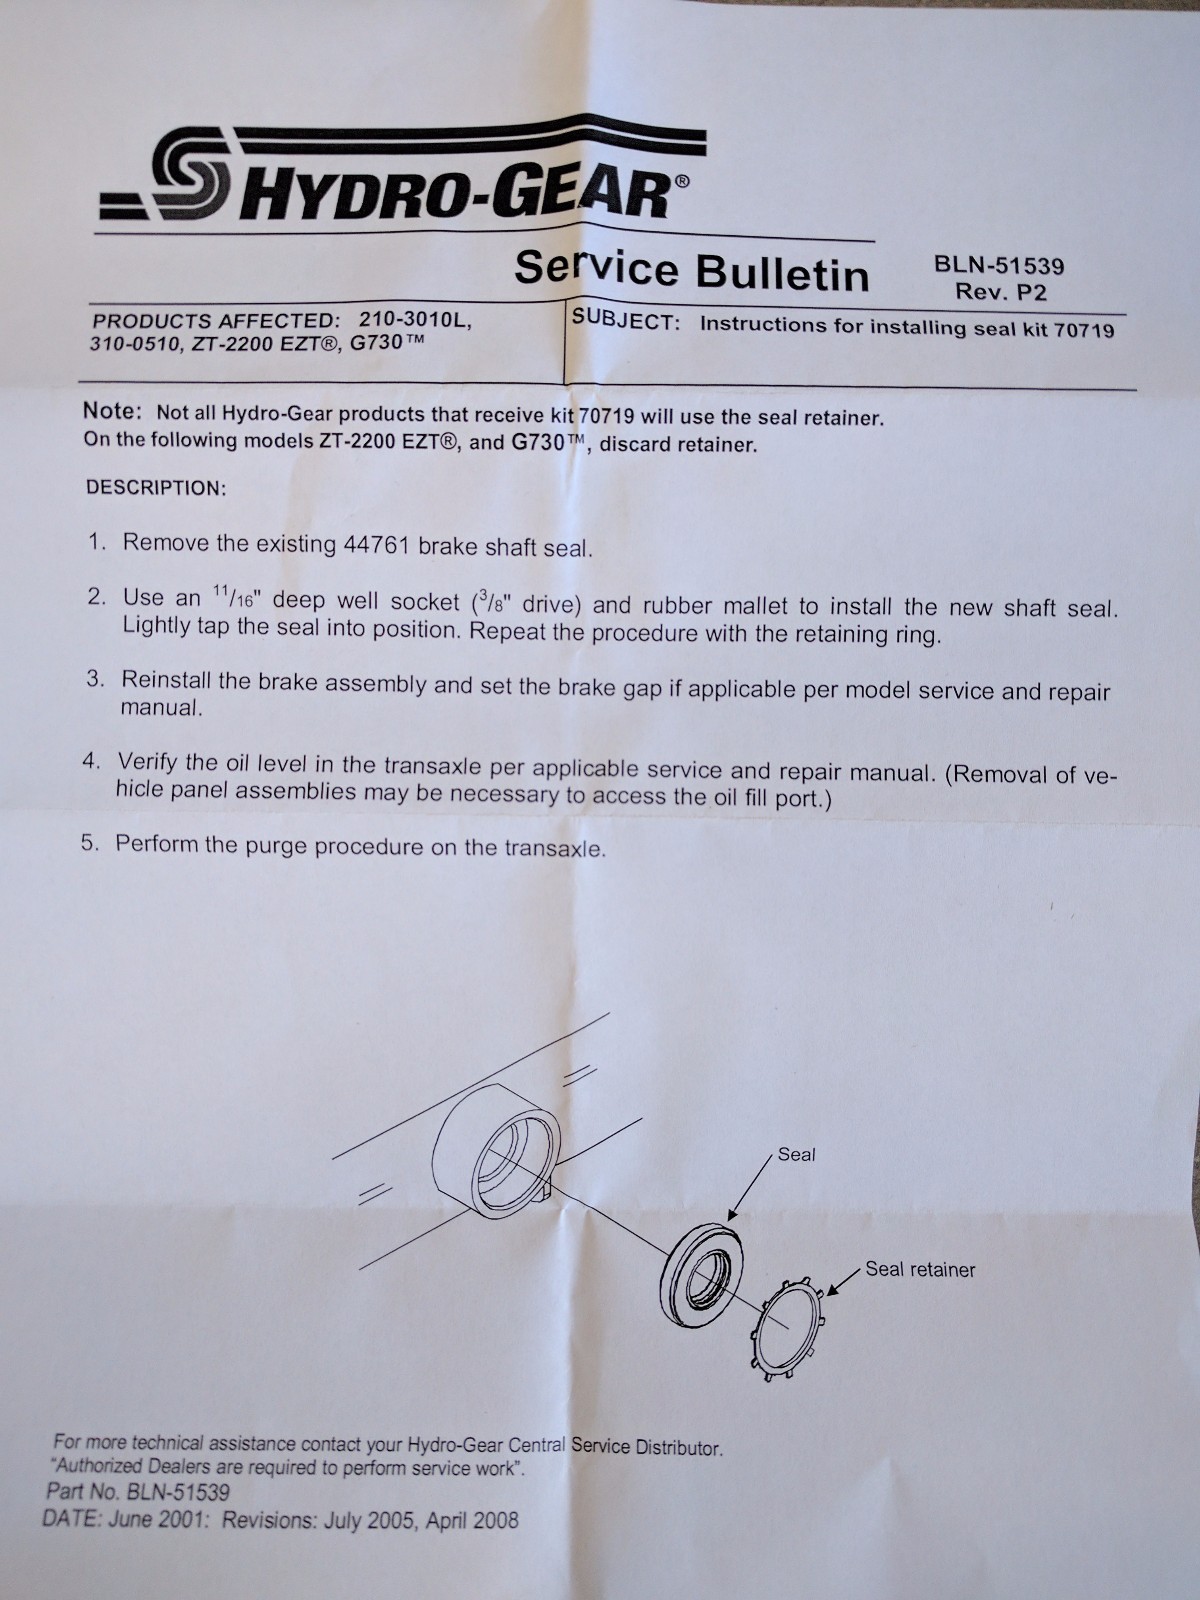 HYDRO-GEAR®
Service Bulletin
BLN-51539
Rev. P2
PRODUCTS AFFECTED: 210-3010L,
310-0510, ZT-2200 EZT®, G730™
SUBJECT: Instructions for installing seal kit 70719
Note: Not all Hydro-Gear products that receive kit 70719 will use the seal retainer.
On the following models ZT-2200 EZT®, and G730™, discard retainer.
DESCRIPTION:
1. Remove the existing 44761 brake shaft seal.
2. Use an 11/16" deep well socket (3/8" drive) and rubber mallet to install the new shaft seal.
Lightly tap the seal into position. Repeat the procedure with the retaining ring.
3. Reinstall the brake assembly and set the brake gap if applicable per model service and repair
manual.
4. Verify the oil level in the transaxle per applicable service and repair manual. (Removal of ve-
hicle panel assemblies may be necessary to access the oil fill port.)
5. Perform the purge procedure on the transaxle.
Seal
Seal retainer
For more technical assistance contact your Hydro-Gear Central Service Distributor.
"Authorized Dealers are required to perform service work".
Part No. BLN-51539
DATE: June 2001: Revisions: July 2005, April 2008